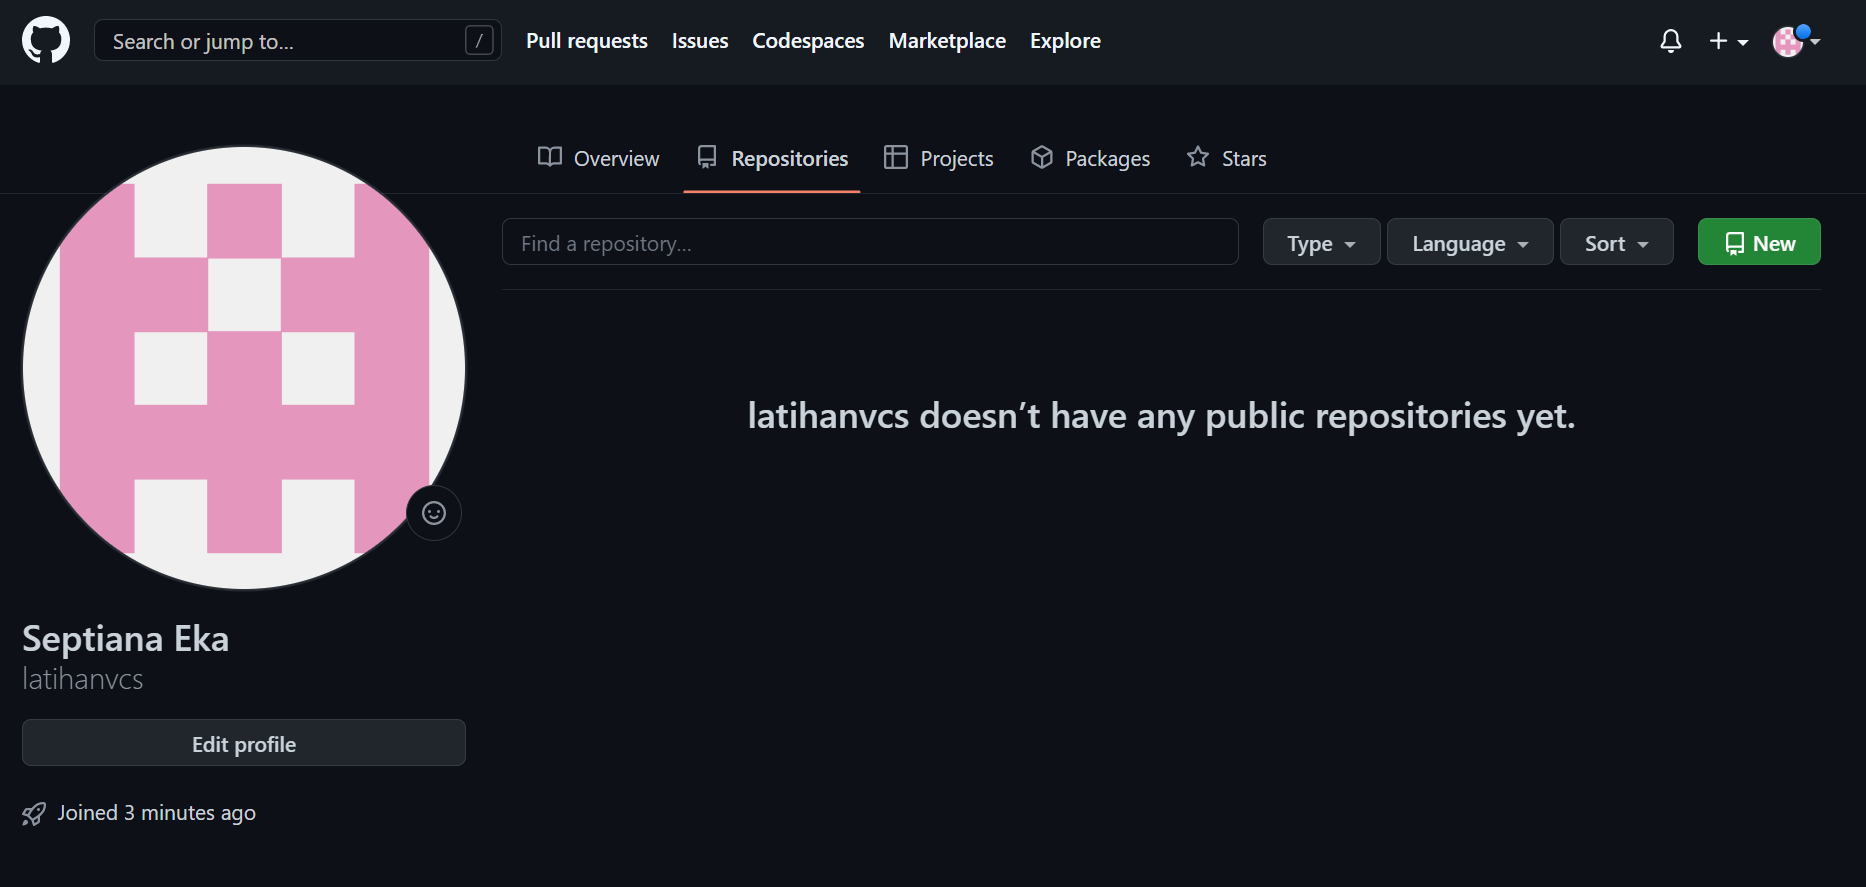 Search or jump to... /
Pull requests Issues Codespaces Marketplace Explore
Overview Repositories Projects Packages Stars
Find a repository... Type Language Sort New
latihanvcs doesn’t have any public repositories yet.
Septiana Eka
latihanvcs
Edit profile
Joined 3 minutes ago